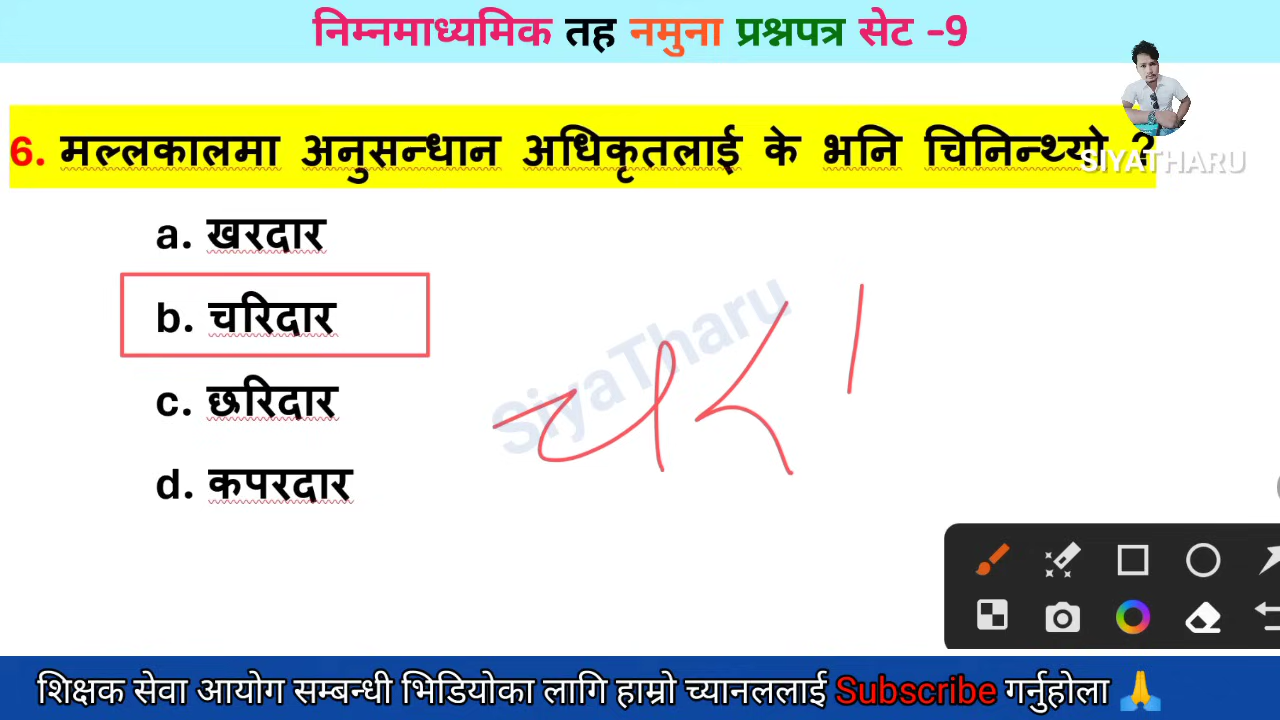 निम्नमाध्यमिक तह नमुना प्रश्नपत्र सेट -9
6. मल्लकालमा अनुसन्धान अधिकृतलाई के भनि चिनिन्थ्यो ?
SIYATHARU
a. खरदार
b. चरिदार
c. छरिदार
d. कपरदार
SiyaTharu
शिक्षक सेवा आयोग सम्बन्धी भिडियोका लागि हाम्रो च्यानललाई Subscribe गर्नुहोला 🙏